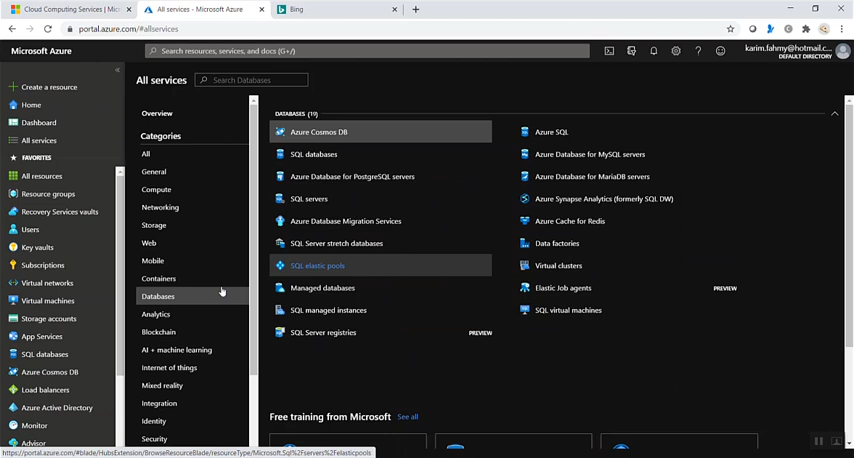 Cloud Computing Services | Micr
All services - Microsoft Azure
Bing
portal.azure.com/#allservices
Microsoft Azure
Search resources, services, and docs (G+/)
karim.fahmy@hotmail.c...
DEFAULT DIRECTORY
Create a resource
Home
Dashboard
All services
FAVORITES
All resources
Resource groups
Recovery Services vaults
Users
Key vaults
Subscriptions
Virtual networks
Virtual machines
Storage accounts
App Services
SQL databases
Azure Cosmos DB
Load balancers
Azure Active Directory
Monitor
Advisor
All services
Search Databases
Overview
Categories
All
General
Compute
Networking
Storage
Web
Mobile
Containers
Databases
Analytics
Blockchain
AI + machine learning
Internet of things
Mixed reality
Integration
Identity
Security
DATABASES (19)
Azure Cosmos DB
Azure SQL
SQL databases
Azure Database for MySQL servers
Azure Database for PostgreSQL servers
Azure Database for MariaDB servers
SQL servers
Azure Synapse Analytics (formerly SQL DW)
Azure Database Migration Services
Azure Cache for Redis
SQL Server stretch databases
Data factories
SQL elastic pools
Virtual clusters
Managed databases
Elastic Job agents PREVIEW
SQL managed instances
SQL virtual machines
SQL Server registries PREVIEW
Free training from Microsoft See all
https://portal.azure.com/#blade/HubsExtension/BrowseResourceBlade/resourceType/Microsoft.Sql%2Fservers%2Felasticpools